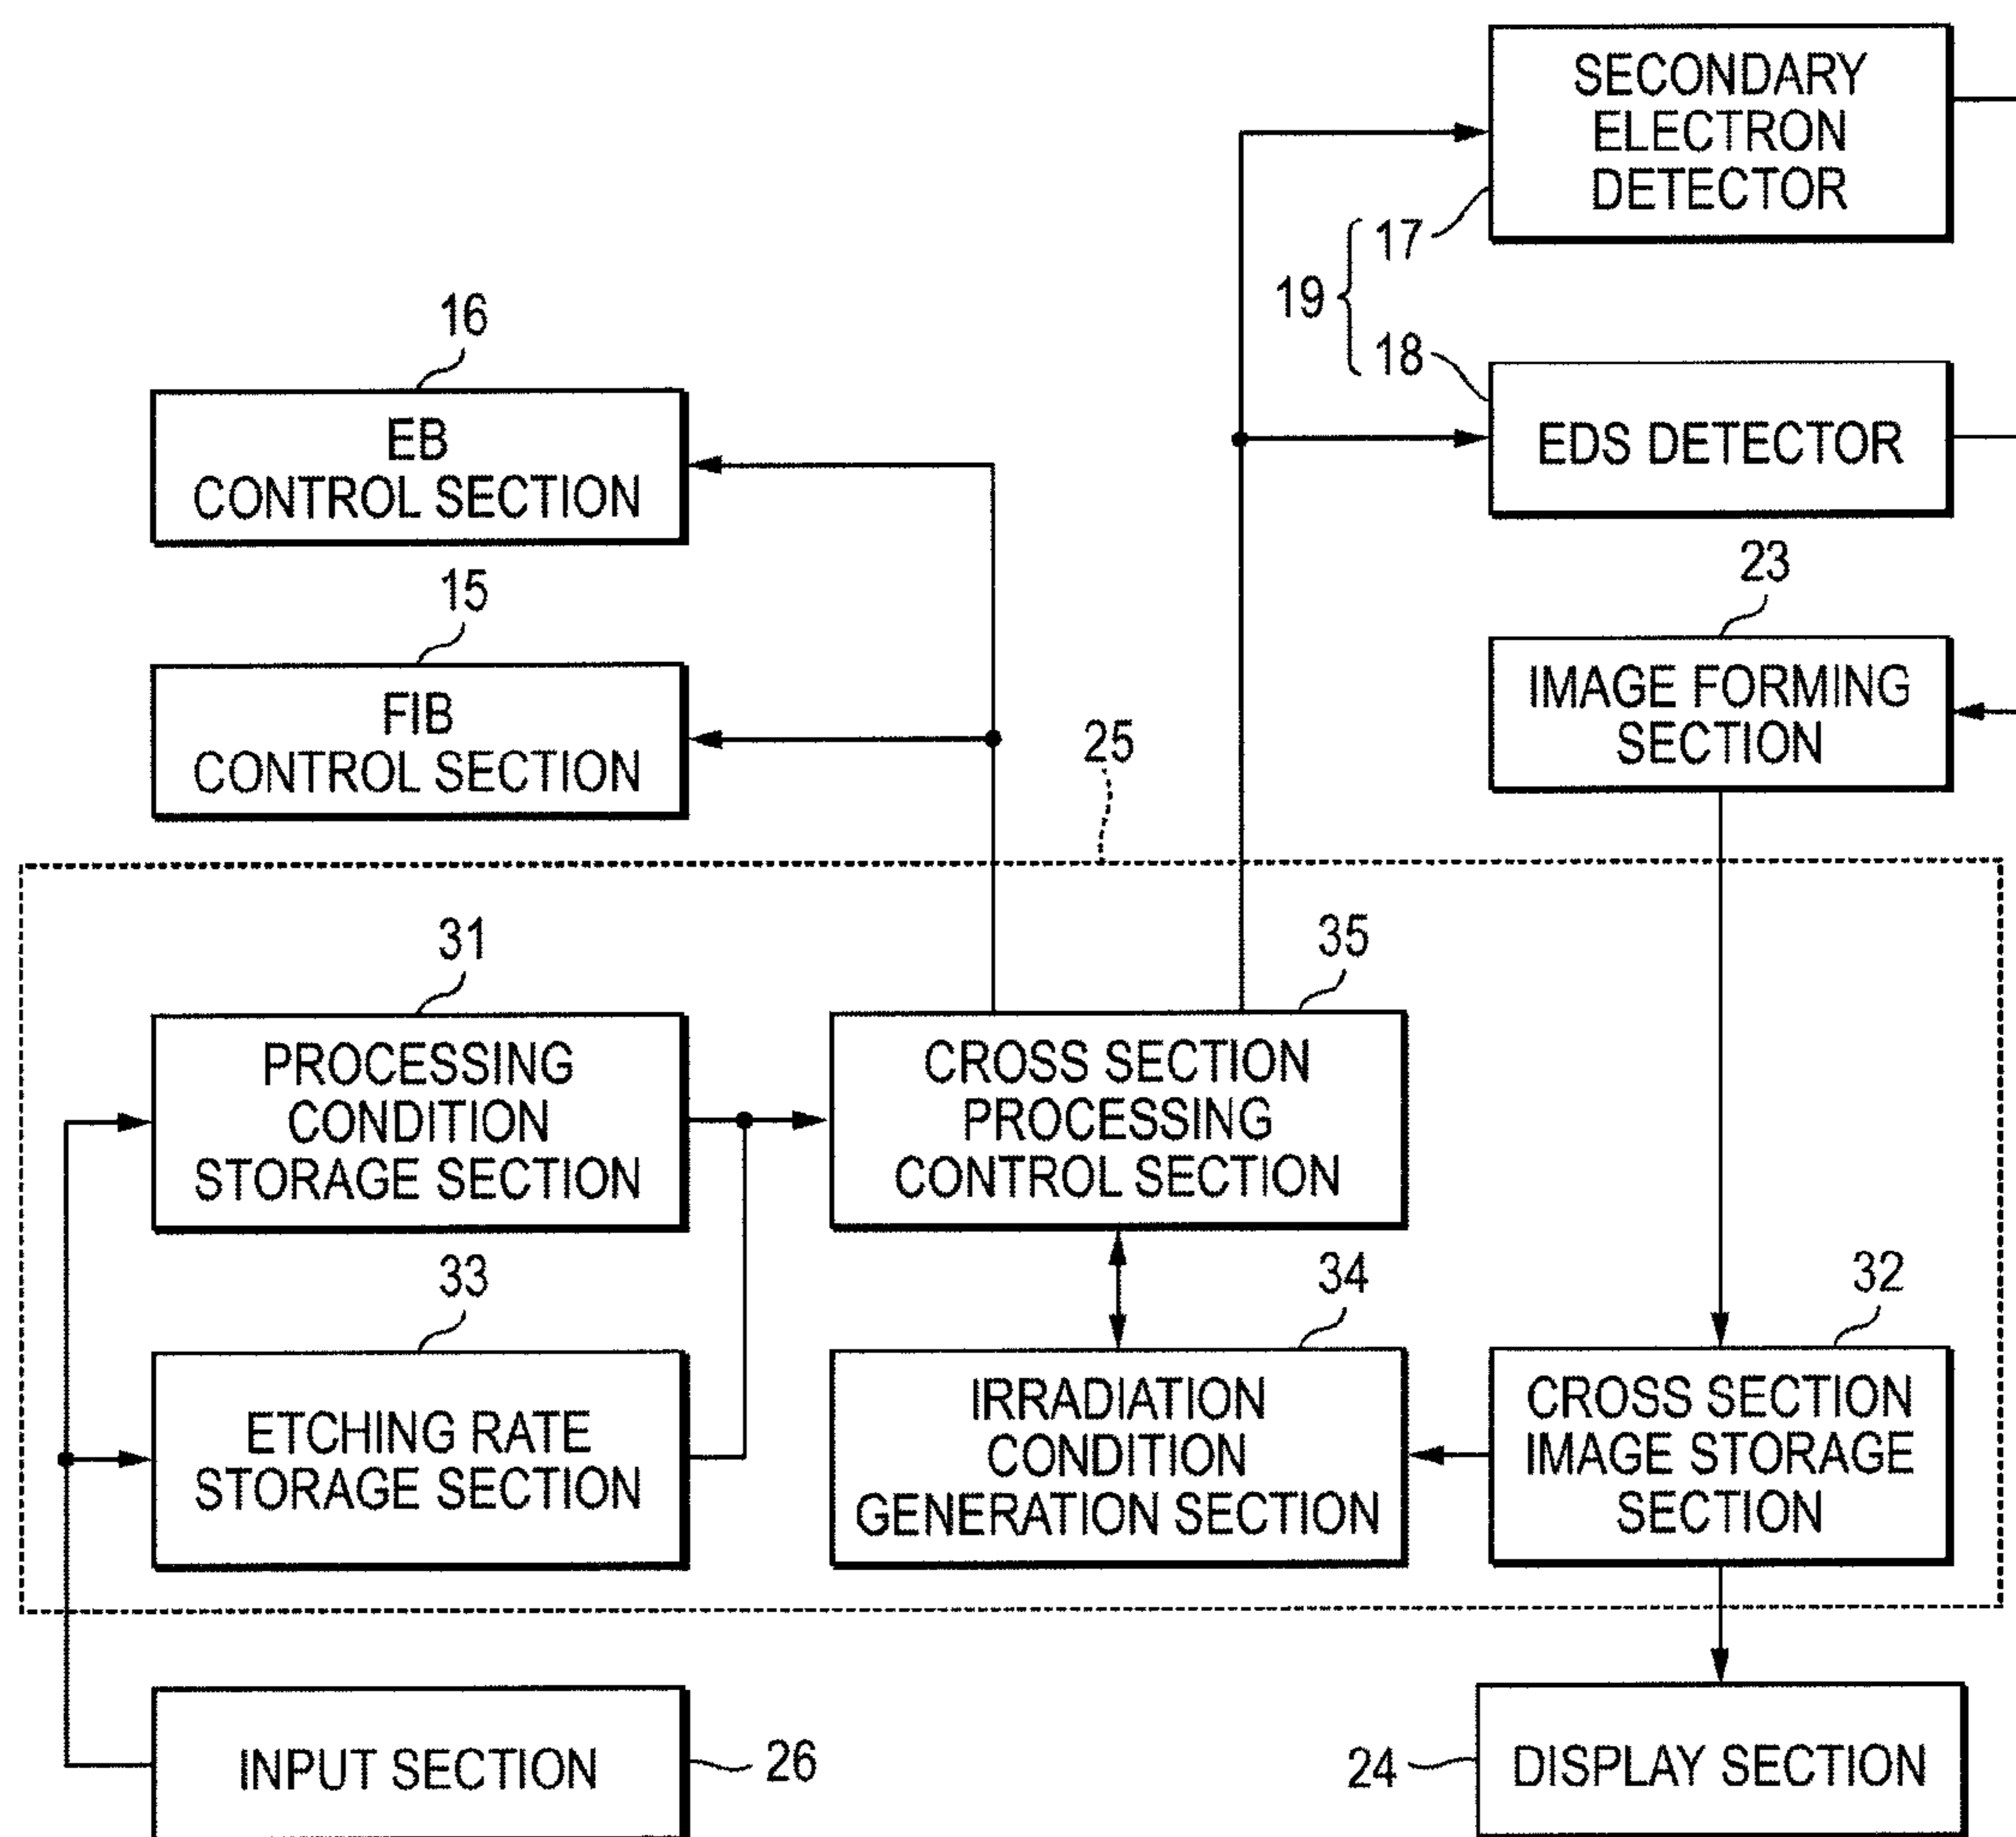 SECONDARY
ELECTRON
DETECTOR
17
19
18
EDS DETECTOR
16
EB
CONTROL SECTION
15
FIB
CONTROL SECTION
23
IMAGE FORMING
SECTION
25
31
PROCESSING
CONDITION
STORAGE SECTION
35
CROSS SECTION
PROCESSING
CONTROL SECTION
33
ETCHING RATE
STORAGE SECTION
34
IRRADIATION
CONDITION
GENERATION SECTION
32
CROSS SECTION
IMAGE STORAGE
SECTION
INPUT SECTION
26
24
DISPLAY SECTION